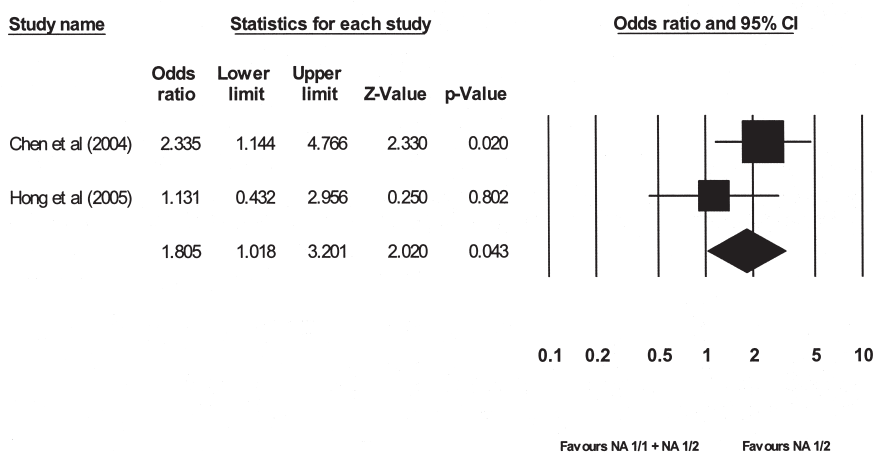 Study name Statistics for each study Odds ratio and 95% CI
Odds Lower Upper
ratio limit limit Z-Value p-Value
Chen et al (2004) 2.335 1.144 4.766 2.330 0.020
Hong et al (2005) 1.131 0.432 2.956 0.250 0.802
1.805 1.018 3.201 2.020 0.043
0.1 0.2 0.5 1 2 5 10
Favours NA 1/1 + NA 1/2 Favours NA 1/2